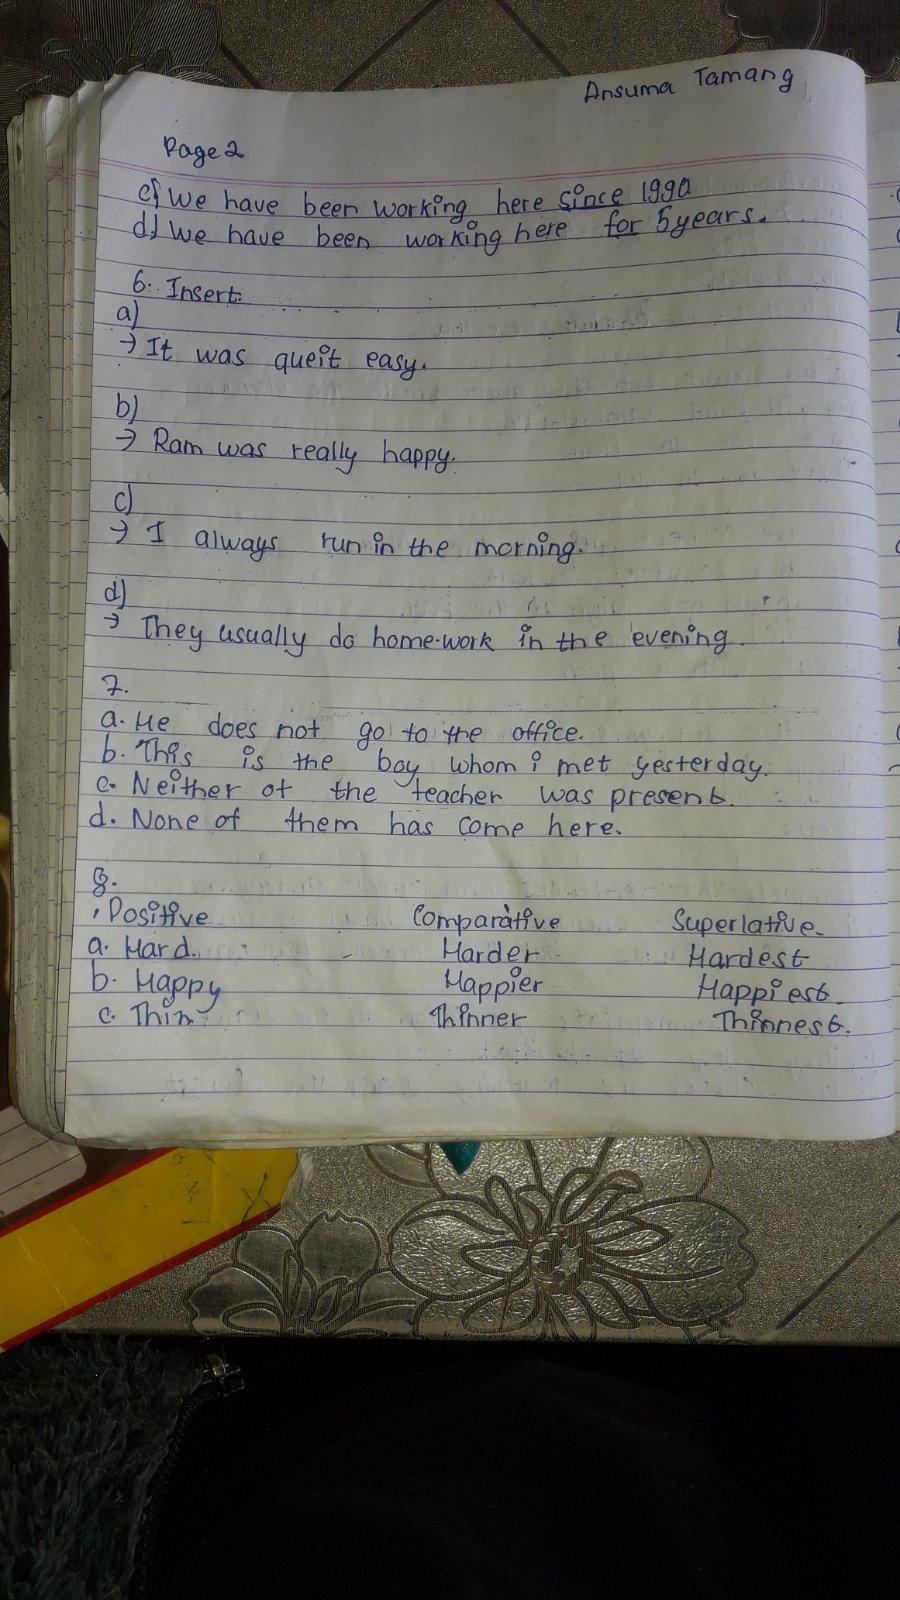 Ansuma Tamang
Page 2
c) We have been working here since 1990
d) We have been working here for 5 years.
6. Insert.
a)
→ It was queit easy.
b)
→ Ram was really happy.
c)
→ I always run in the morning.
d)
→ They usually do home-work in the evening.
7.
a. He does not go to the office.
b. This is the boy whom i met yesterday.
c. Neither of the teacher was present.
d. None of them has come here.
8.
Positive Comparative Superlative.
a. Hard. Harder Hardest
b. Happy Happier Happiest.
c. Thin Thinner Thinnest.